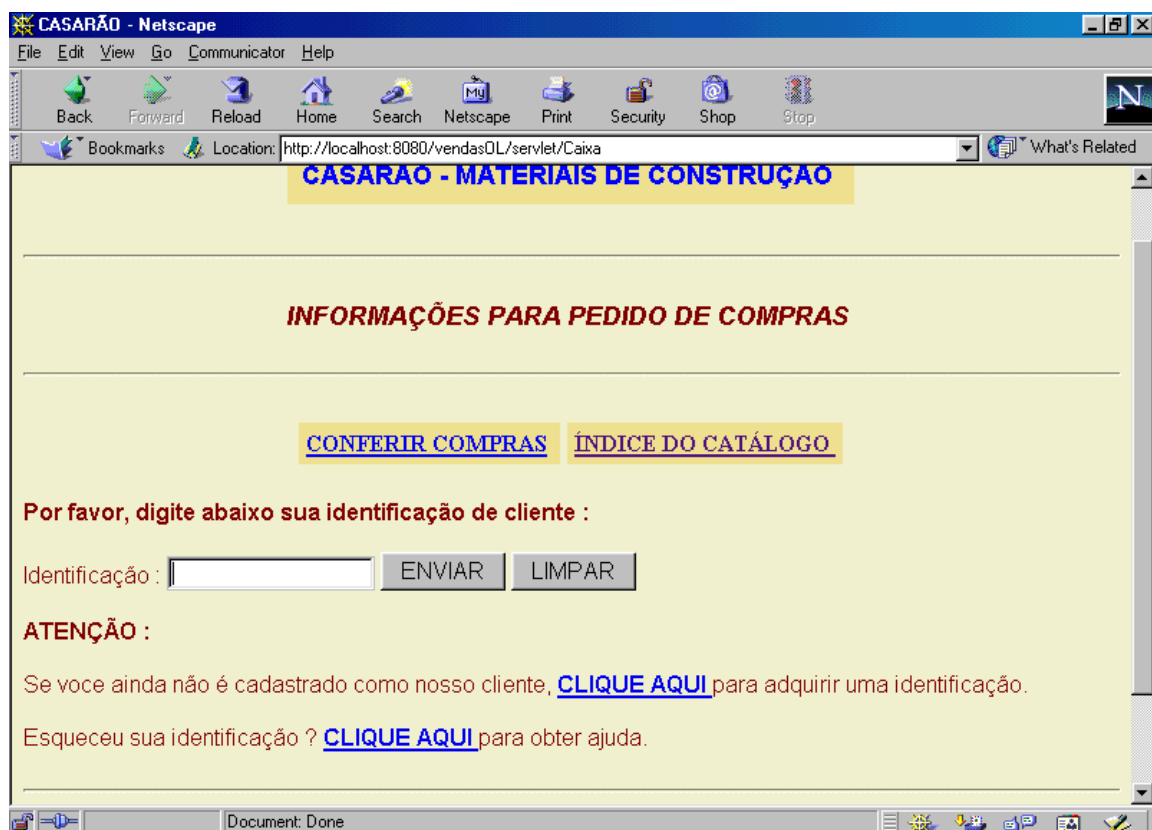 CASARÃO - Netscape
File Edit View Go Communicator Help
Back Forward Reload Home Search Netscape Print Security Shop Stop
My
N
Bookmarks Location: http://localhost:8080/vendasOL/servlet/Caixa What's Related
CASARÃO - MATERIAIS DE CONSTRUÇÃO
INFORMAÇÕES PARA PEDIDO DE COMPRAS
CONFERIR COMPRAS ÍNDICE DO CATÁLOGO
Por favor, digite abaixo sua identificação de cliente :
Identificação : ENVIAR LIMPAR
ATENÇÃO :
Se voce ainda não é cadastrado como nosso cliente, CLIQUE AQUI para adquirir uma identificação.
Esqueceu sua identificação ? CLIQUE AQUI para obter ajuda.
Document: Done